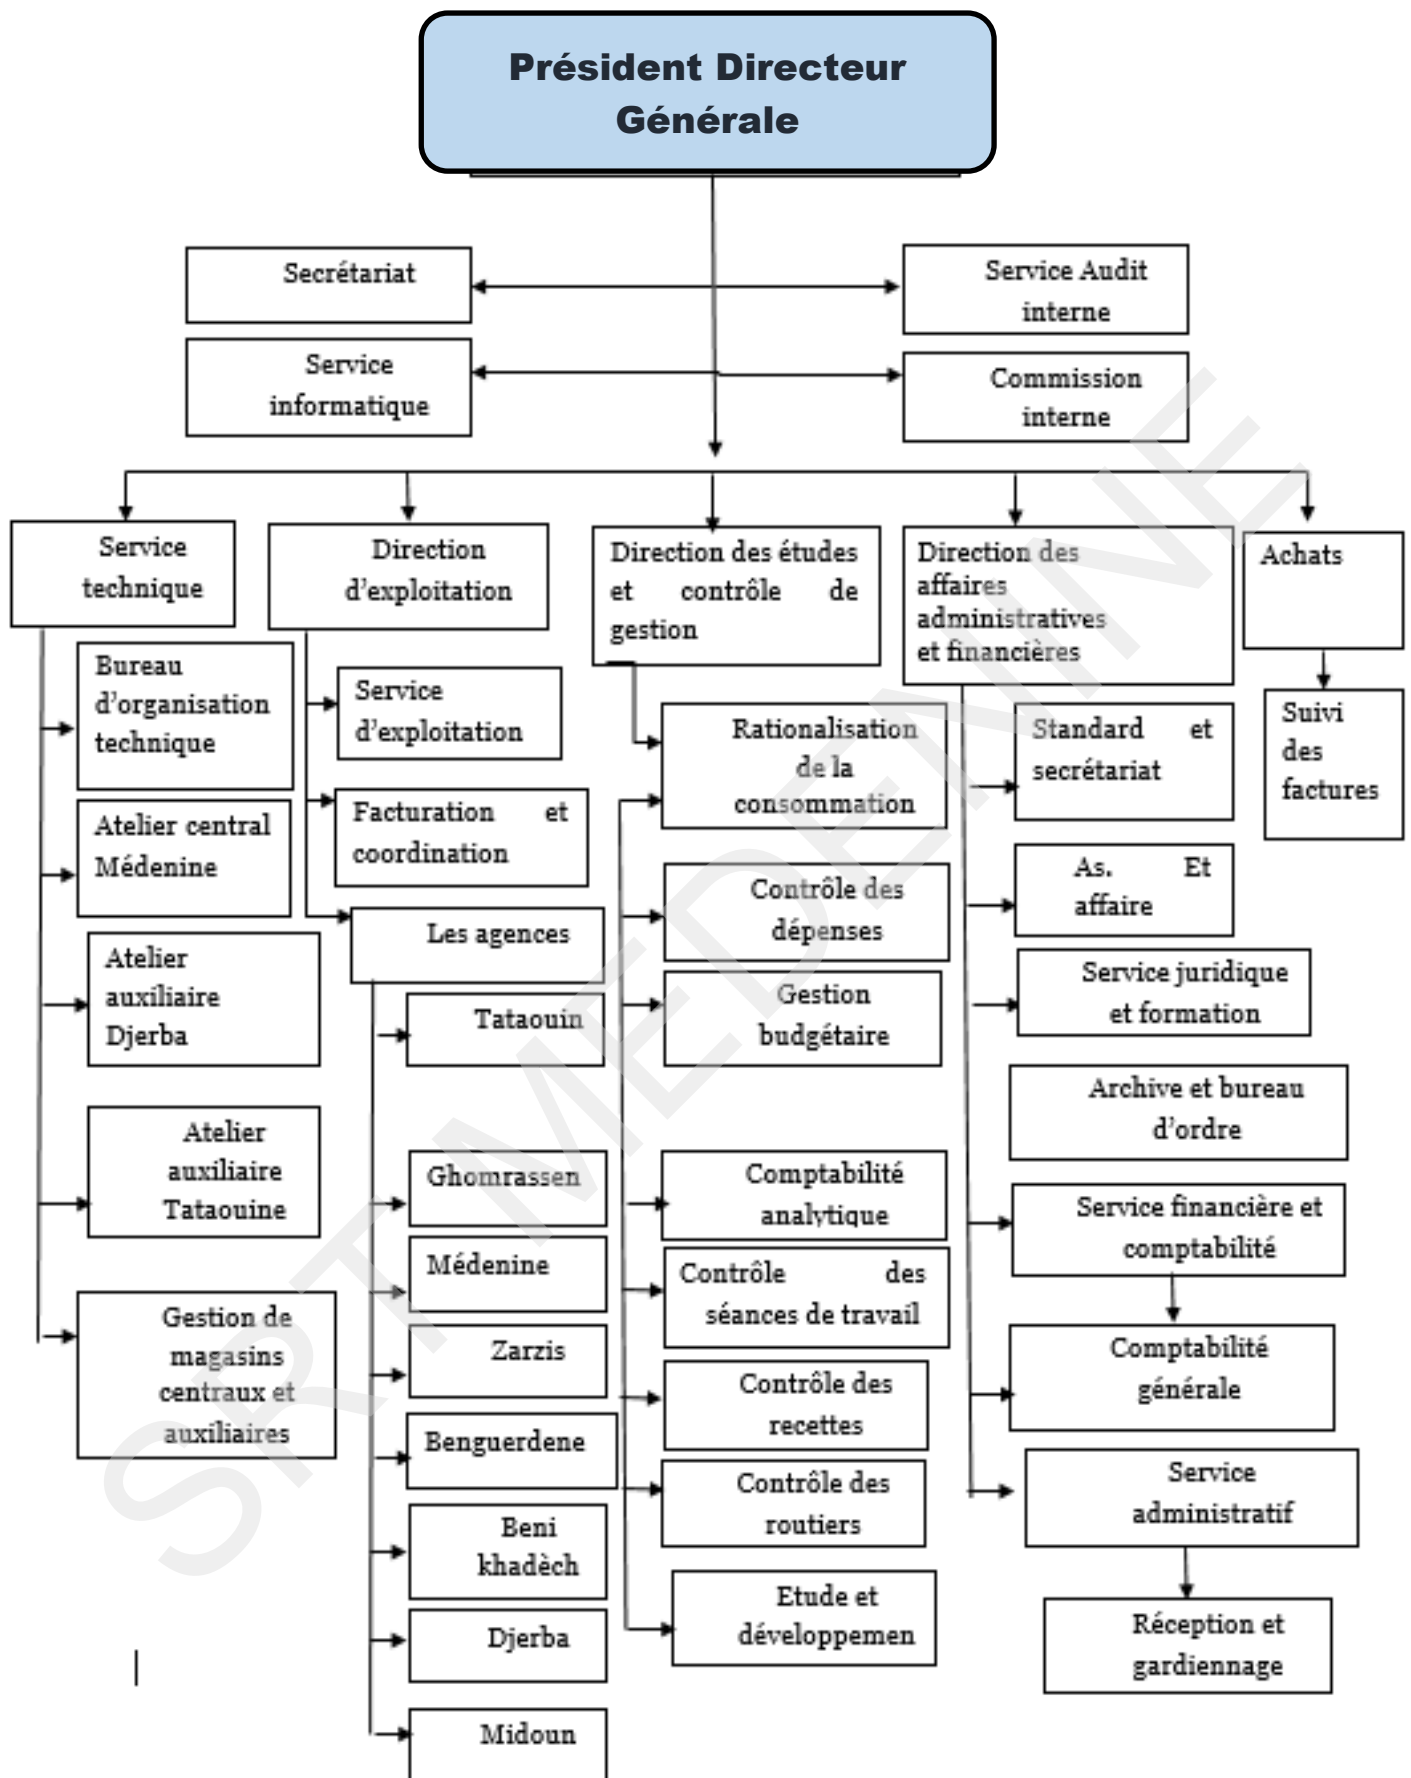 Président Directeur
Générale
Secrétariat
Service Audit
interne
Service
informatique
Commission
interne
Service
technique
Direction
d'exploitation
Direction des études
et contrôle de
gestion
Direction des
affaires
administratives
et financières
Achats
Bureau
d'organisation
technique
Atelier central
Médenine
Atelier
auxiliaire
Djerba
Atelier
auxiliaire
Tataouine
Gestion de
magasins
centraux et
auxiliaires
Service
d'exploitation
Facturation et
coordination
Les agences
Tataouin
Ghomrassen
Médenine
Zarzis
Benguerdene
Beni
khadèch
Djerba
Midoun
Rationalisation
de la
consommation
Contrôle des
dépenses
Gestion
budgétaire
Comptabilité
analytique
Contrôle des
séances de travail
Contrôle des
recettes
Contrôle des
routiers
Etude et
développemen
Standard et
secrétariat
As. Et
affaire
Service juridique
et formation
Archive et bureau
d'ordre
Service financière et
comptabilité
Comptabilité
générale
Service
administratif
Réception et
gardiennage
Suivi
des
factures
SRT MEDENINE